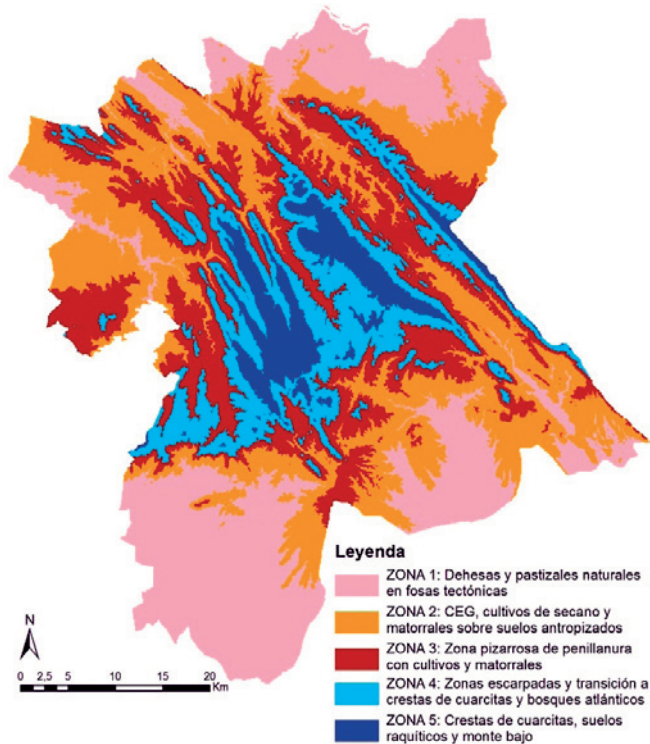 Leyenda
ZONA 1: Dehesas y pastizales naturales
en fosas tectónicas
ZONA 2: CEG, cultivos de secano y
matorrales sobre suelos antropizados
ZONA 3: Zona pizarrosa de penillanura
con cultivos y matorrales
ZONA 4: Zonas escarpadas y transición a
crestas de cuarcitas y bosques atlánticos
ZONA 5: Crestas de cuarcitas, suelos
raquíticos y monte bajo
N
0 2,5 5 10 15 20
Km